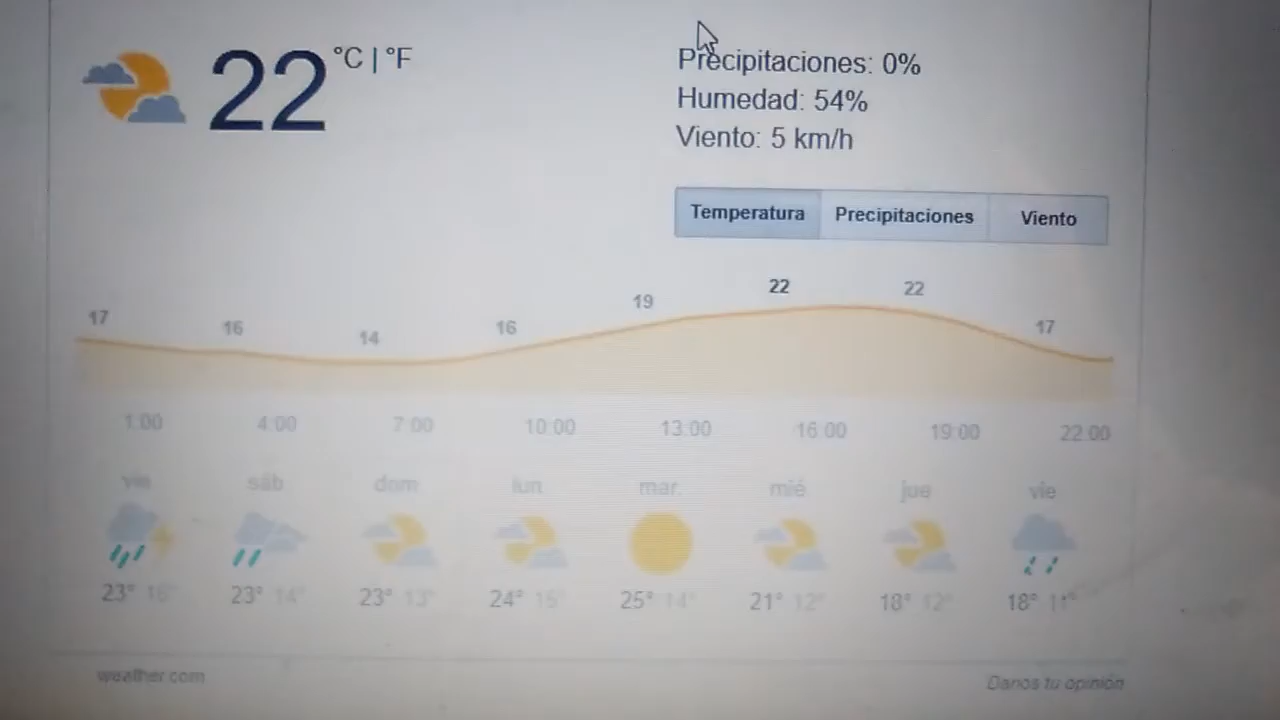 22 °C | °F
Precipitaciones: 0%
Humedad: 54%
Viento: 5 km/h
Temperatura Precipitaciones Viento
17 16 14 16 19 22 22 17
1:00 4:00 7:00 10:00 13:00 16:00 19:00 22:00
vie sáb dom lun mar. mié. jue vie
23° 16° 23° 14° 23° 13° 24° 15° 25° 14° 21° 12° 18° 12° 18° 11°
weather.com
Danos tu opinión